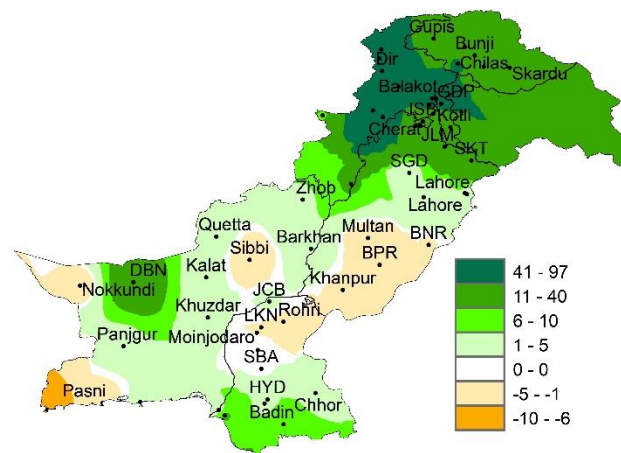 Gupis
Bunji
Dir
Chilas
Skardu
Balakot
GDP
ISB
Kotli
Cherat
JLM
SKT
SGD
Zhob
Lahore
Lahore
Quetta
Multan
BNR
Sibbi
Barkhan
BPR
DBN
Kalat
Nokkundi
Khanpur
JCB
Khuzdar
LKN
Rohri
Panjgur
Moinjodaro
SBA
Pasni
HYD
Chhor
Badin
41 - 97
11 - 40
6 - 10
1 - 5
0 - 0
-5 - -1
-10 - -6